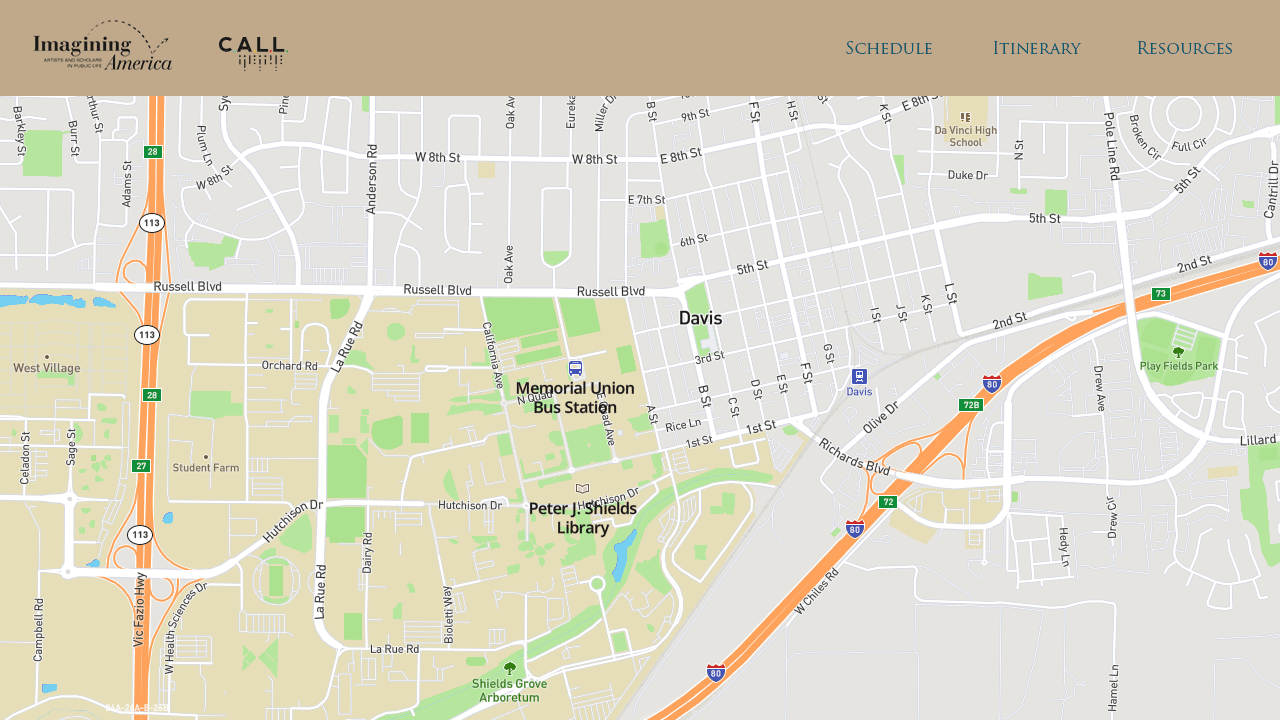 Imagining
America
ARTISTS AND SCHOLARS
IN PUBLIC LIFE
CALL
Schedule
Itinerary
Resources
Barkley St
Burr St
Adams St
28
113
Plum Ln
W 8th St
Anderson Rd
W 8th St
W 8th St
Oak Av
Eureka
Miller Dr
B St
9th St
E 8th St
E 8th St
F St
H St
K St
Da Vinci High
School
N St
Pole Line Rd
Broken Cir
Full Cir
Duke Dr
5th St
5th St
Cantrill Dr
E 7th St
6th St
5th St
Oak Ave
Russell Blvd
Russell Blvd
Russell Blvd
L St
K St
J St
I St
2nd St
2nd St
80
73
113
La Rue Rd
California Ave
Davis
3rd St
G St
F St
E St
D St
C St
B St
A St
West Village
Orchard Rd
Memorial Union
Bus Station
N Quad
E Quad Ave
Davis
80
72B
Olive Dr
Drew Ave
Play Fields Park
28
Rice Ln
1st St
1st St
Richards Blvd
Lillard
Celadon St
Sage St
27
Student Farm
72
Hutchison Dr
Hutchison Dr
Hutchison Dr
Peter J. Shields
Library
113
80
Drew Cir
Hedy Ln
Dairy Rd
La Rue Rd
Bioletti Way
W Chiles Rd
Campbell Rd
Vic Fazio Hwy
W Health Sciences Dr
La Rue Rd
Shields Grove
Arboretum
80
Hamel Ln